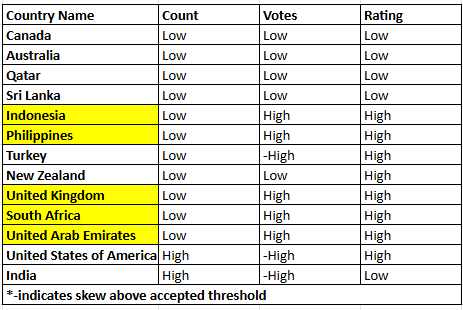 Country Name Count Votes Rating
Canada Low Low Low
Australia Low Low Low
Qatar Low Low Low
Sri Lanka Low Low Low
Indonesia Low High High
Philippines Low High High
Turkey Low -High High
New Zealand Low Low High
United Kingdom Low High High
South Africa Low High High
United Arab Emirates Low High High
United States of America High -High High
India High -High Low
*-indicates skew above accepted threshold